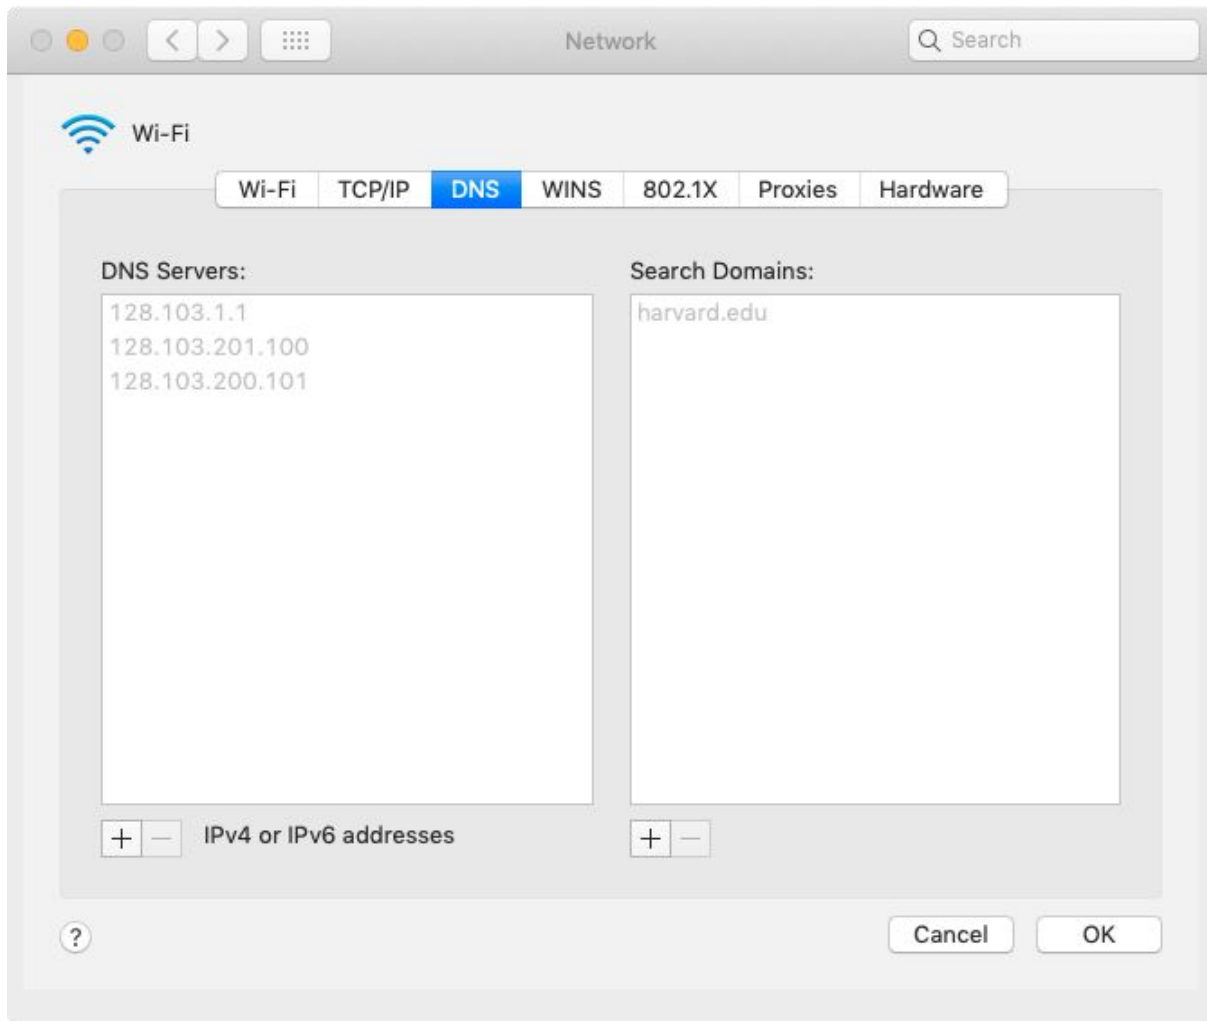 Network
Search
Wi-Fi
Wi-Fi TCP/IP DNS WINS 802.1X Proxies Hardware
DNS Servers:
128.103.1.1
128.103.201.100
128.103.200.101
Search Domains:
harvard.edu
+ − IPv4 or IPv6 addresses
+ −
? Cancel OK